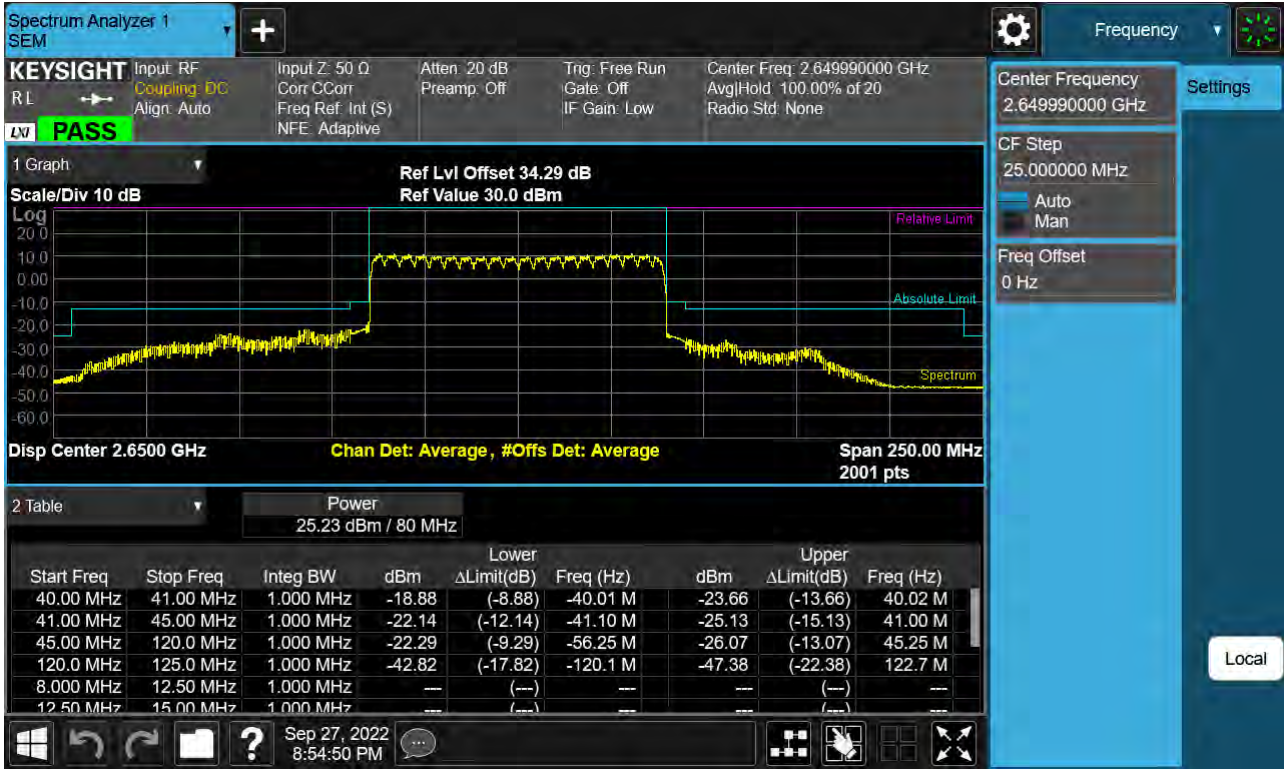 Spectrum Analyzer 1
SEM
+
Frequency
KEYSIGHT
R L
LXI
PASS
Input: RF
Coupling: DC
Align: Auto
Input Z: 50 Ω
Corr CCorr
Freq Ref: Int (S)
NFE: Adaptive
Atten: 20 dB
Preamp: Off
Trig: Free Run
Gate: Off
IF Gain: Low
Center Freq: 2.649990000 GHz
Avg|Hold: 100.00% of 20
Radio Std: None
Center Frequency
2.649990000 GHz
Settings
CF Step
25.000000 MHz
Auto
Man
Freq Offset
0 Hz
Local
1 Graph
Scale/Div 10 dB
Ref Lvl Offset 34.29 dB
Ref Value 30.0 dBm
Log
20.0
10.0
0.00
-10.0
-20.0
-30.0
-40.0
-50.0
-60.0
Relative Limit
Absolute Limit
Spectrum
Disp Center 2.6500 GHz
Chan Det: Average , #Offs Det: Average
Span 250.00 MHz
2001 pts
2 Table
Power
25.23 dBm / 80 MHz
Lower Upper
Start Freq Stop Freq Integ BW dBm ΔLimit(dB) Freq (Hz) dBm ΔLimit(dB) Freq (Hz)
40.00 MHz 41.00 MHz 1.000 MHz -18.88 (-8.88) -40.01 M -23.66 (-13.66) 40.02 M
41.00 MHz 45.00 MHz 1.000 MHz -22.14 (-12.14) -41.10 M -25.13 (-15.13) 41.00 M
45.00 MHz 120.0 MHz 1.000 MHz -22.29 (-9.29) -56.25 M -26.07 (-13.07) 45.25 M
120.0 MHz 125.0 MHz 1.000 MHz -42.82 (-17.82) -120.1 M -47.38 (-22.38) 122.7 M
8.000 MHz 12.50 MHz 1.000 MHz --- (---) --- --- (---) ---
12.50 MHz 15.00 MHz 1.000 MHz --- (---) --- --- (---) ---
?
Sep 27, 2022
8:54:50 PM